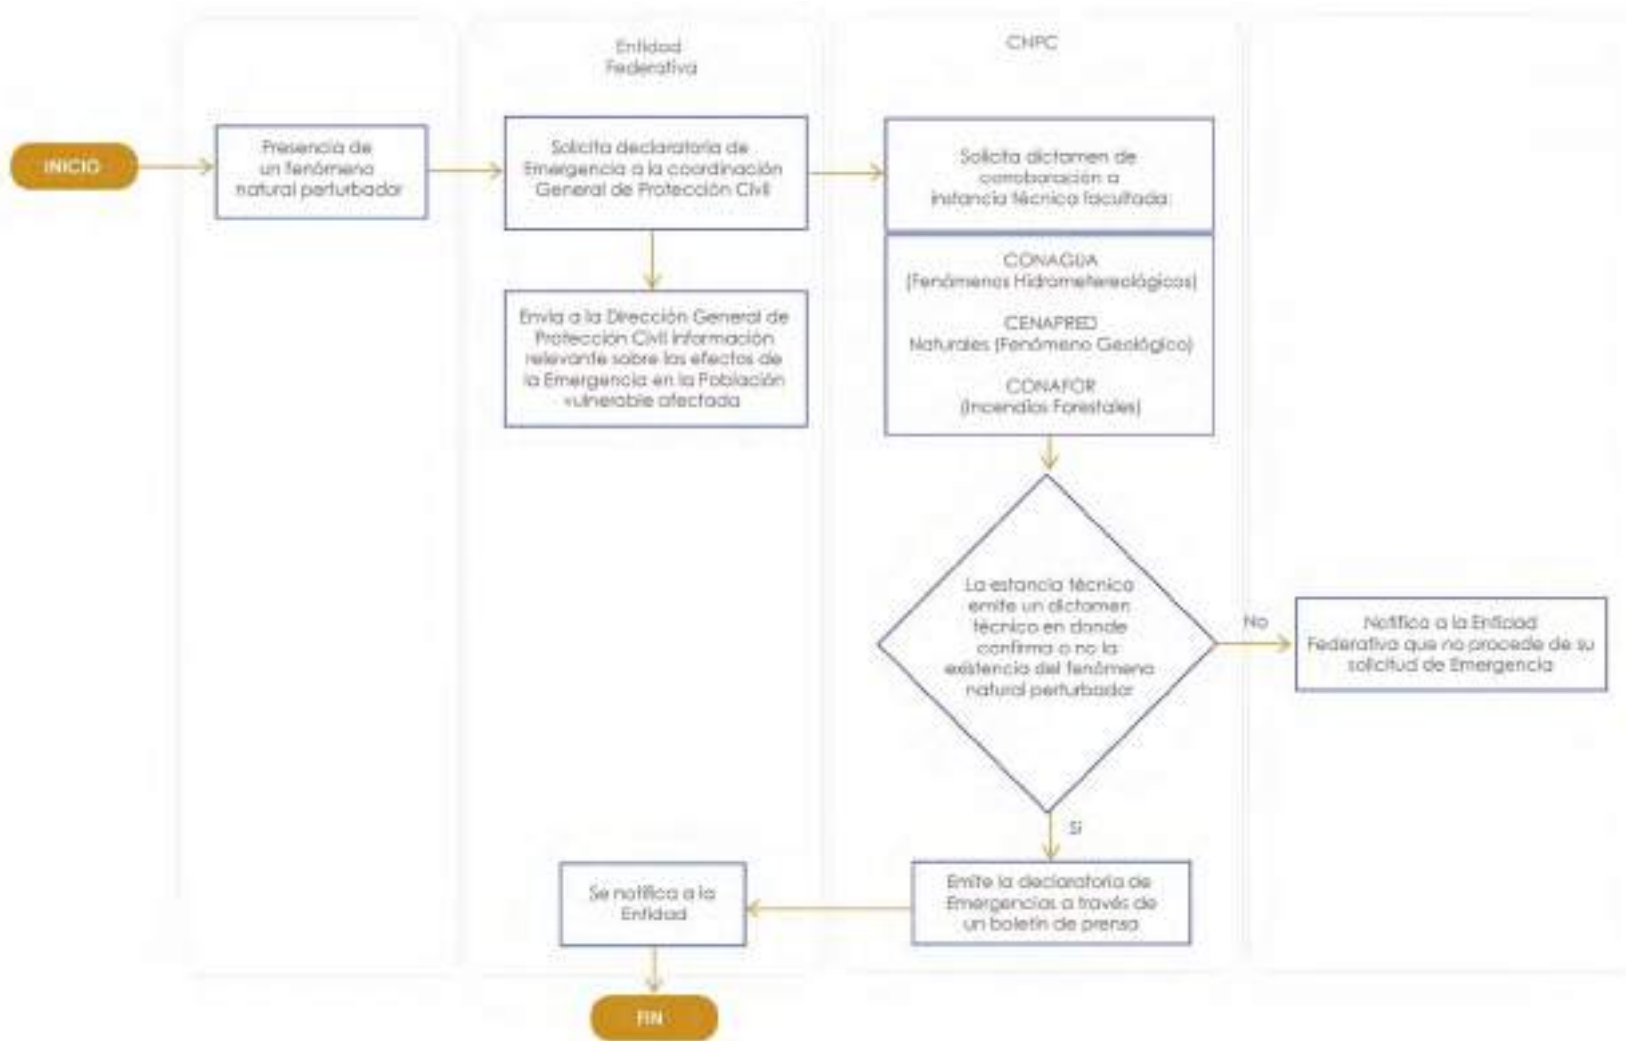 Entidad
Federativa
CNPC
INICIO
Presencia de
un fenómeno
natural perturbador
Solicita declaratoria de
Emergencia a la coordinación
General de Protección Civil
Solicita dictamen de
corroboración a
instancia técnica facultada:
Envía a la Dirección General de
Protección Civil información
relevante sobre los efectos de
la Emergencia en la Población
vulnerable afectada
CONAGUA
(Fenómenos Hidrometereológicos)
CENAPRED
Naturales (Fenómeno Geológico)
CONAFOR
(Incendios Forestales)
La estancia técnica
emite un dictamen
técnico en donde
confirma o no la
existencia del fenómeno
natural perturbador
No
Notifica a la Entidad
Federativa que no procede de su
solicitud de Emergencia
Si
Emite la declaratoria de
Emergencias a través de
un boletín de prensa
Se notifica a la
Entidad
FIN